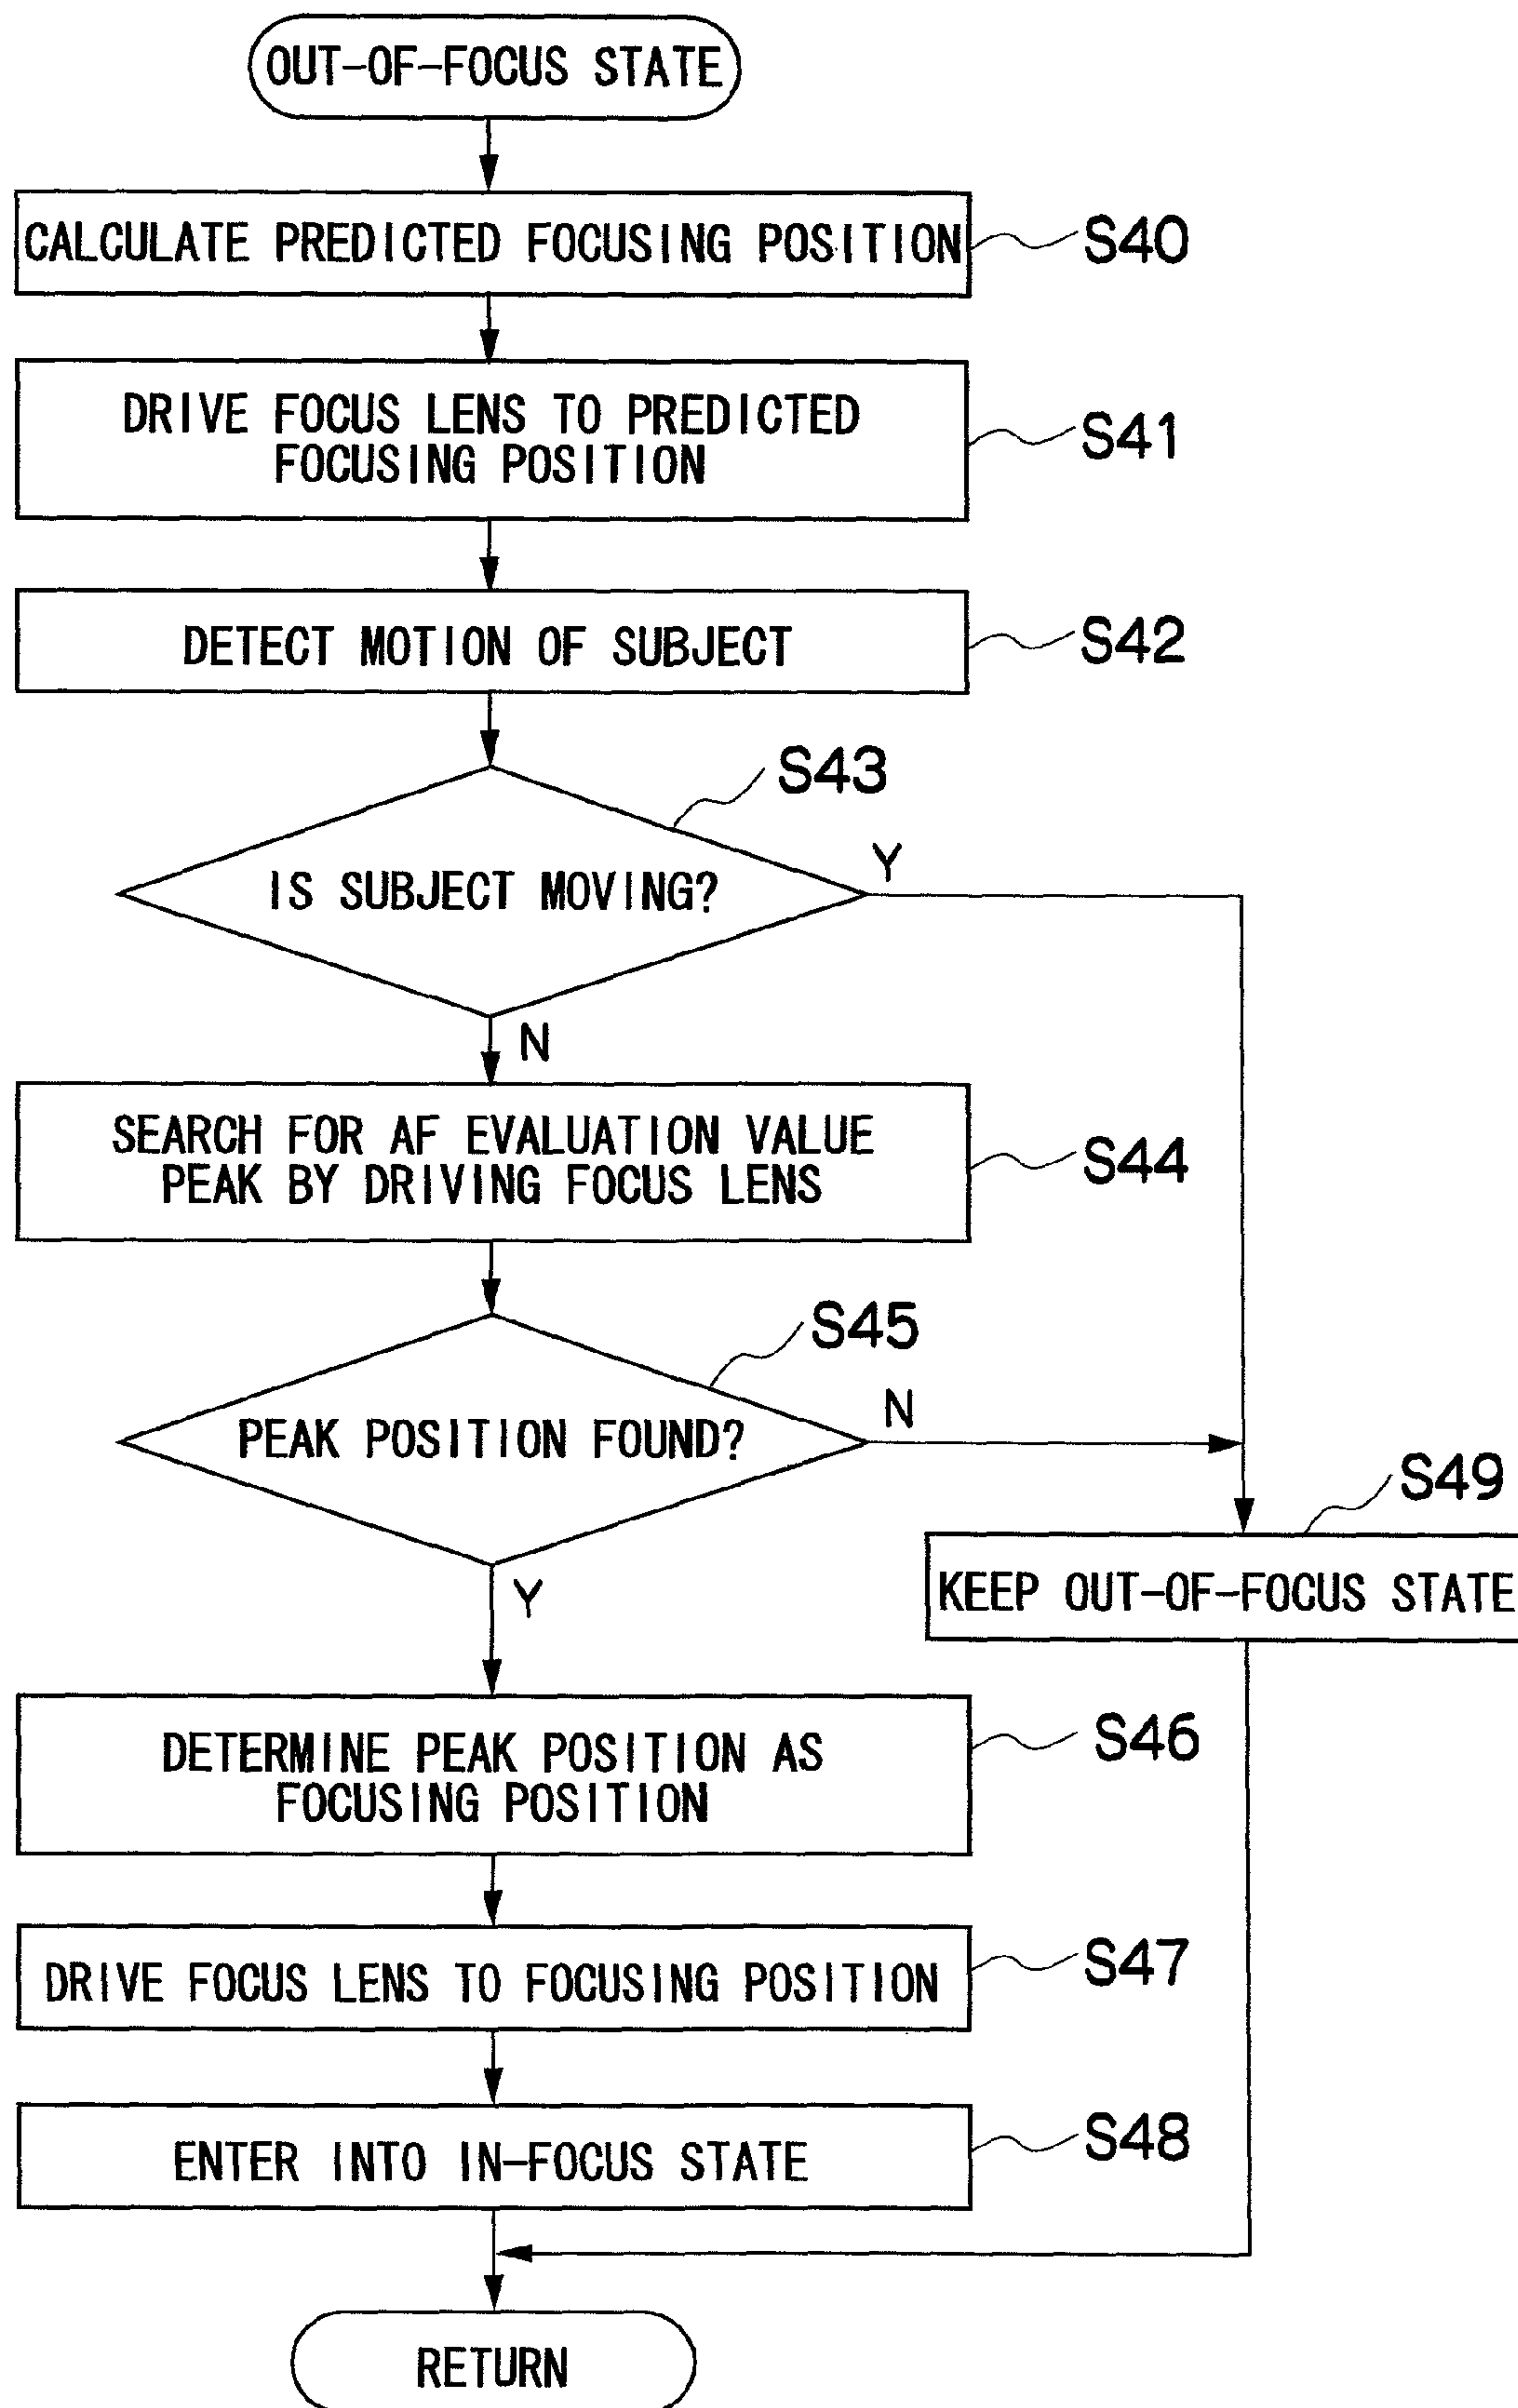 OUT-OF-FOCUS STATE
CALCULATE PREDICTED FOCUSING POSITION
S40
DRIVE FOCUS LENS TO PREDICTED
FOCUSING POSITION
S41
DETECT MOTION OF SUBJECT
S42
S43
IS SUBJECT MOVING?
Y
N
SEARCH FOR AF EVALUATION VALUE
PEAK BY DRIVING FOCUS LENS
S44
S45
PEAK POSITION FOUND?
N
Y
S49
KEEP OUT-OF-FOCUS STATE
DETERMINE PEAK POSITION AS
FOCUSING POSITION
S46
DRIVE FOCUS LENS TO FOCUSING POSITION
S47
ENTER INTO IN-FOCUS STATE
S48
RETURN